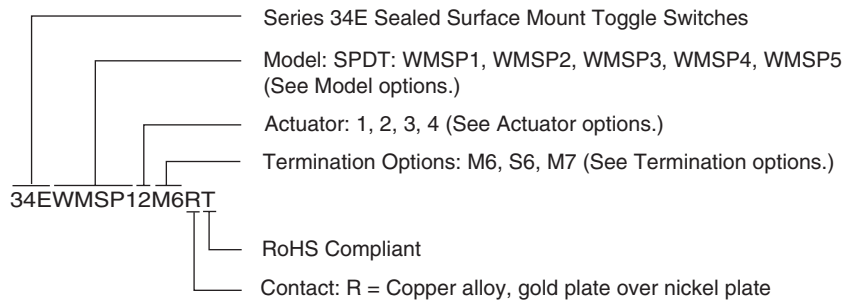 Series 34E Sealed Surface Mount Toggle Switches
Model: SPDT: WMSP1, WMSP2, WMSP3, WMSP4, WMSP5
(See Model options.)
Actuator: 1, 2, 3, 4 (See Actuator options.)
Termination Options: M6, S6, M7 (See Termination options.)
34EWMSP12M6RT
RoHS Compliant
Contact: R = Copper alloy, gold plate over nickel plate